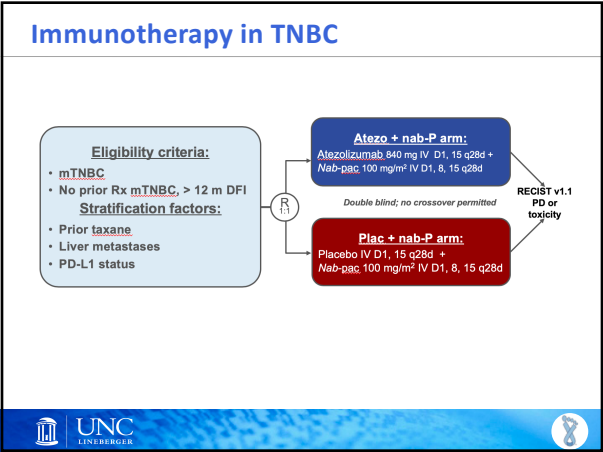 Immunotherapy in TNBC
Eligibility criteria:
• mTNBC
• No prior Rx mTNBC, > 12 m DFI
Stratification factors:
• Prior taxane
• Liver metastases
• PD-L1 status
R
1:1
Atezo + nab-P arm:
Atezolizumab 840 mg IV D1, 15 q28d +
Nab-pac 100 mg/m² IV D1, 8, 15 q28d
Double blind; no crossover permitted
Plac + nab-P arm:
Placebo IV D1, 15 q28d +
Nab-pac 100 mg/m² IV D1, 8, 15 q28d
RECIST v1.1
PD or
toxicity
UNC
LINEBERGER